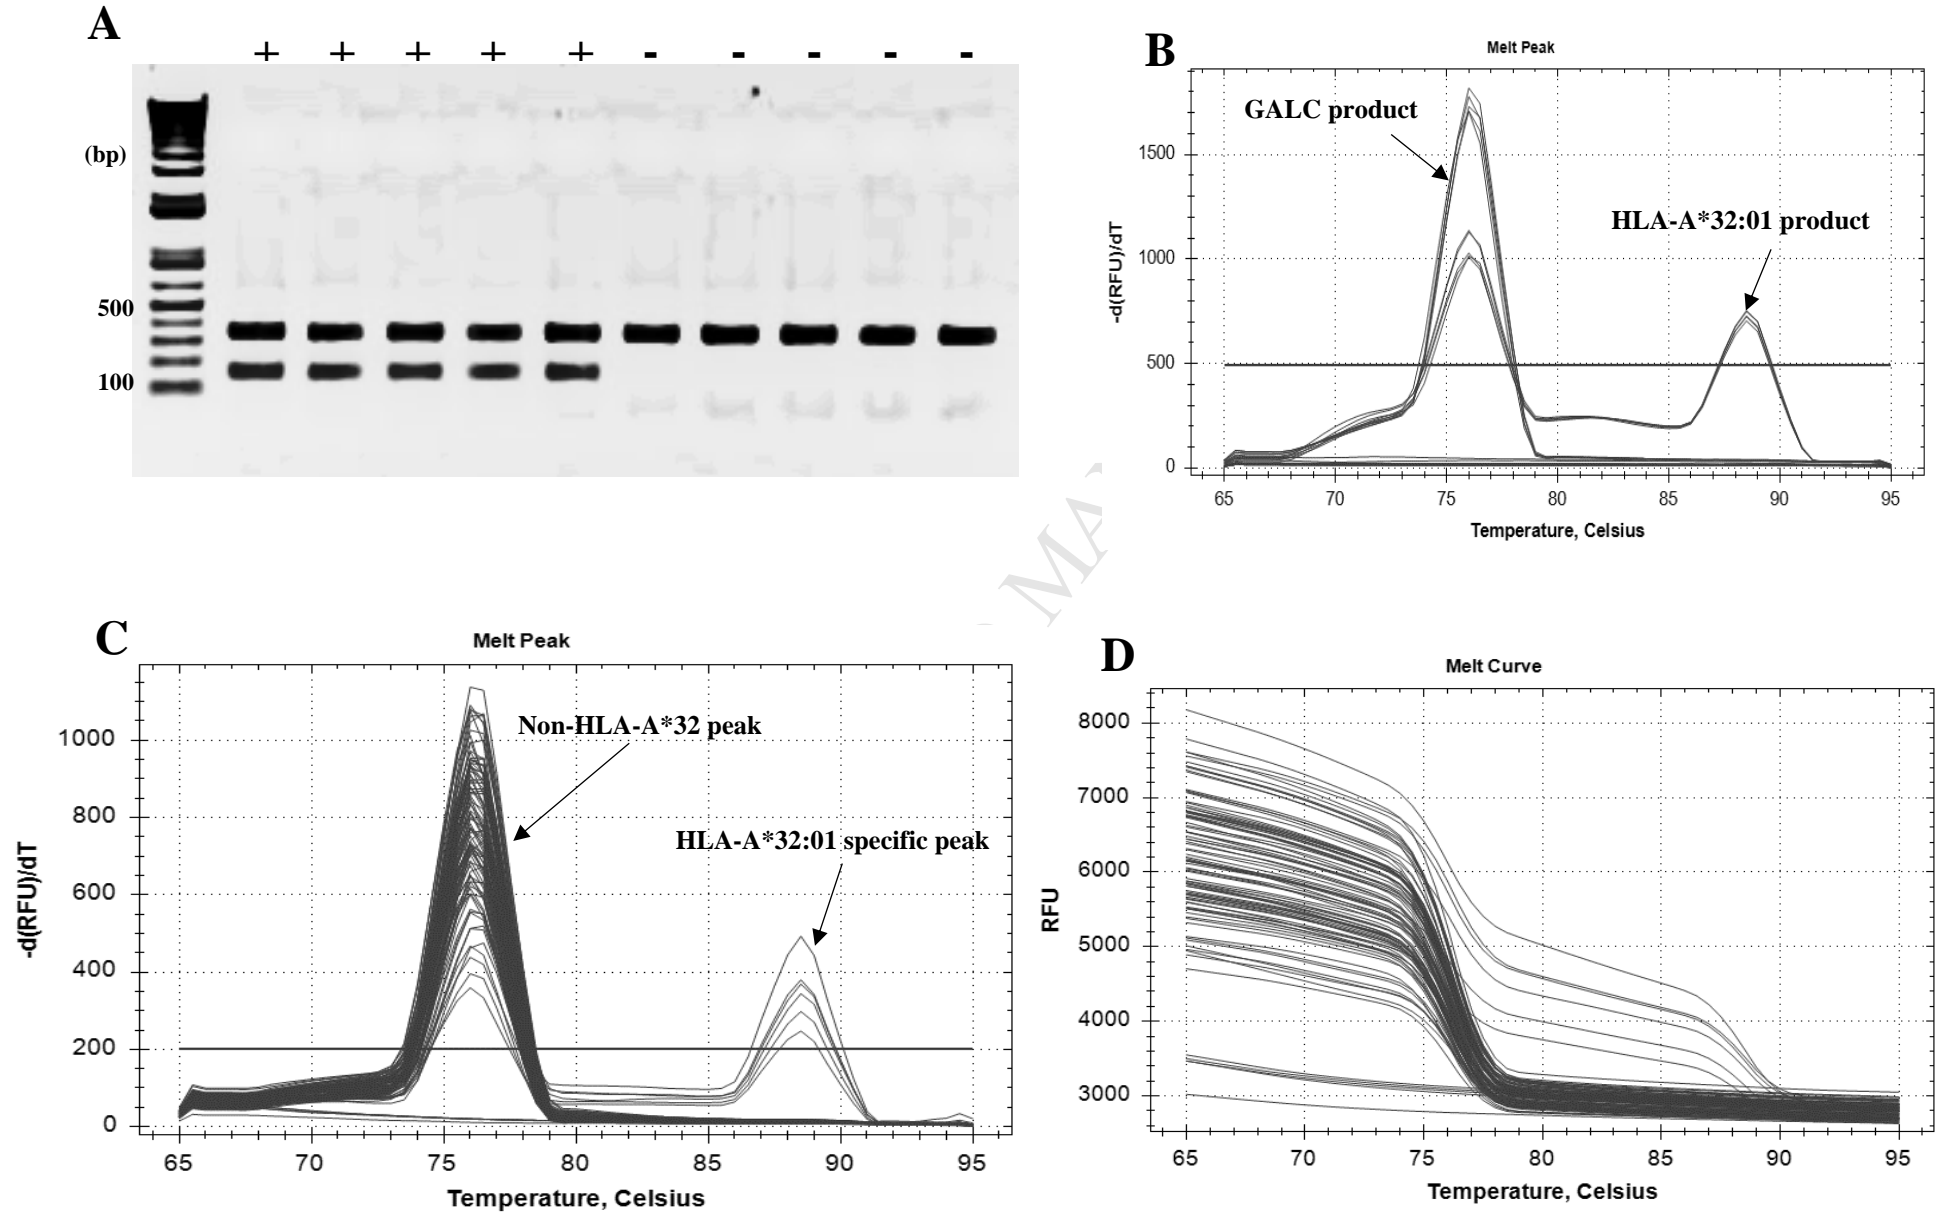 A
+ + + + + - - - - -
(bp)
500
100
B
Melt Peak
GALC product
HLA-A*32:01 product
-d(RFU)/dT
1500
1000
500
0
65 70 75 80 85 90 95
Temperature, Celsius
MA
C
Melt Peak
Non-HLA-A*32 peak
HLA-A*32:01 specific peak
-d(RFU)/dT
1000
800
600
400
200
0
65 70 75 80 85 90 95
Temperature, Celsius
D
Melt Curve
RFU
8000
7000
6000
5000
4000
3000
65 70 75 80 85 90 95
Temperature, Celsius